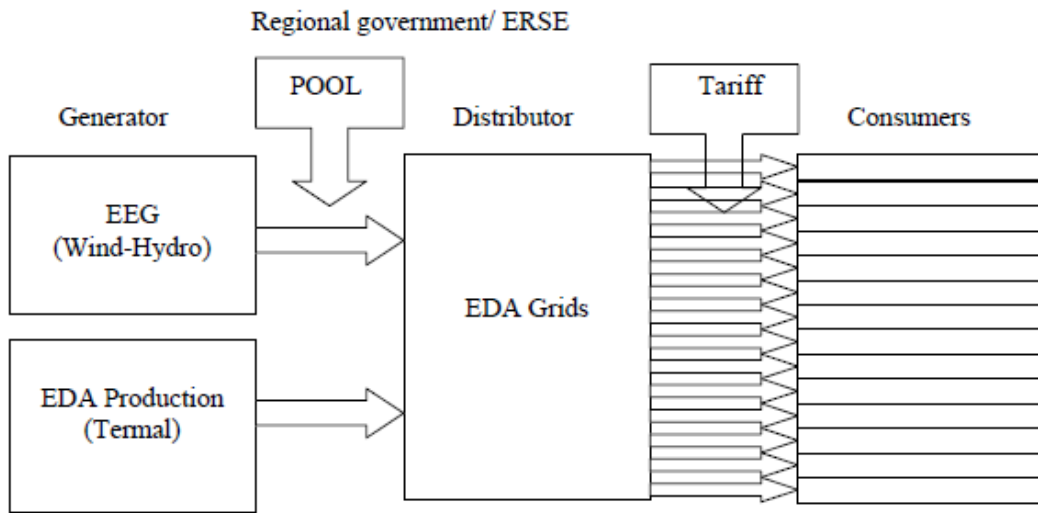 Regional government/ ERSE
POOL
Tariff
Generator
Distributor
Consumers
EEG
(Wind-Hydro)
EDA Grids
EDA Production
(Termal)